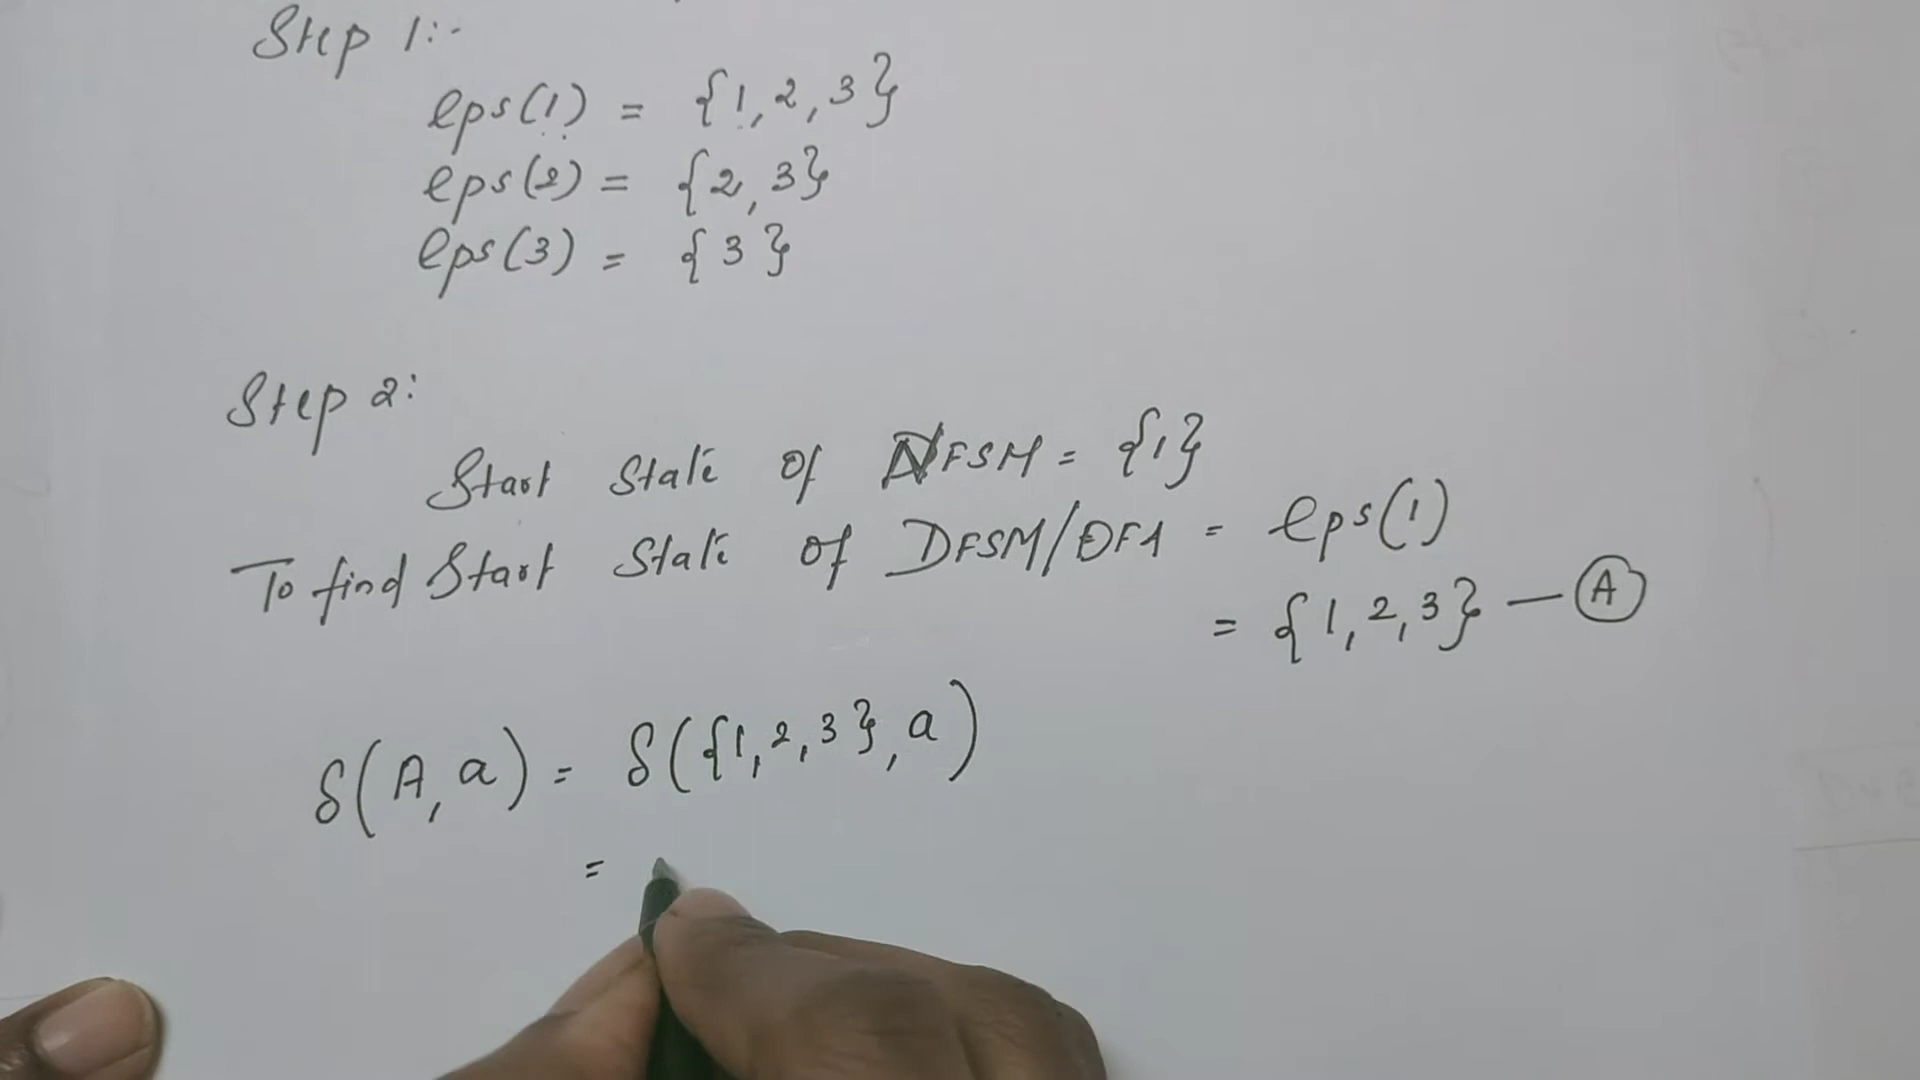 Step 1:-
eps(1) = {1, 2, 3}
eps(2) = {2, 3}
eps(3) = {3}
Step 2:
Start State of NFSM = {1}
To find Start State of DFSM/DFA = eps(1)
= {1, 2, 3} — A
δ(A, a) = δ({1, 2, 3}, a)
=